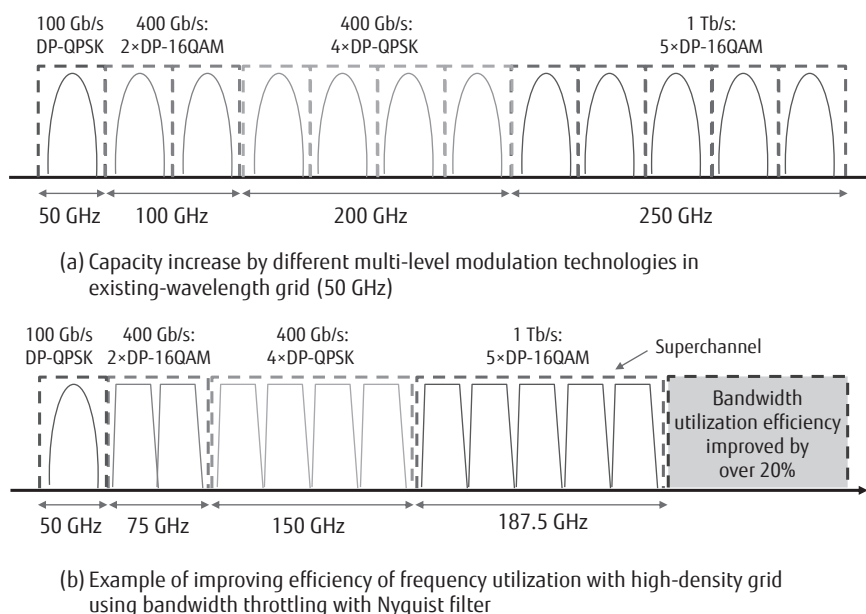 100 Gb/s
DP-QPSK
400 Gb/s:
2×DP-16QAM
400 Gb/s:
4×DP-QPSK
1 Tb/s:
5×DP-16QAM
50 GHz
100 GHz
200 GHz
250 GHz
(a) Capacity increase by different multi-level modulation technologies in
existing-wavelength grid (50 GHz)
100 Gb/s
DP-QPSK
400 Gb/s:
2×DP-16QAM
400 Gb/s:
4×DP-QPSK
1 Tb/s:
5×DP-16QAM
Superchannel
Bandwidth
utilization efficiency
improved by
over 20%
50 GHz
75 GHz
150 GHz
187.5 GHz
(b) Example of improving efficiency of frequency utilization with high-density grid
using bandwidth throttling with Nyquist filter